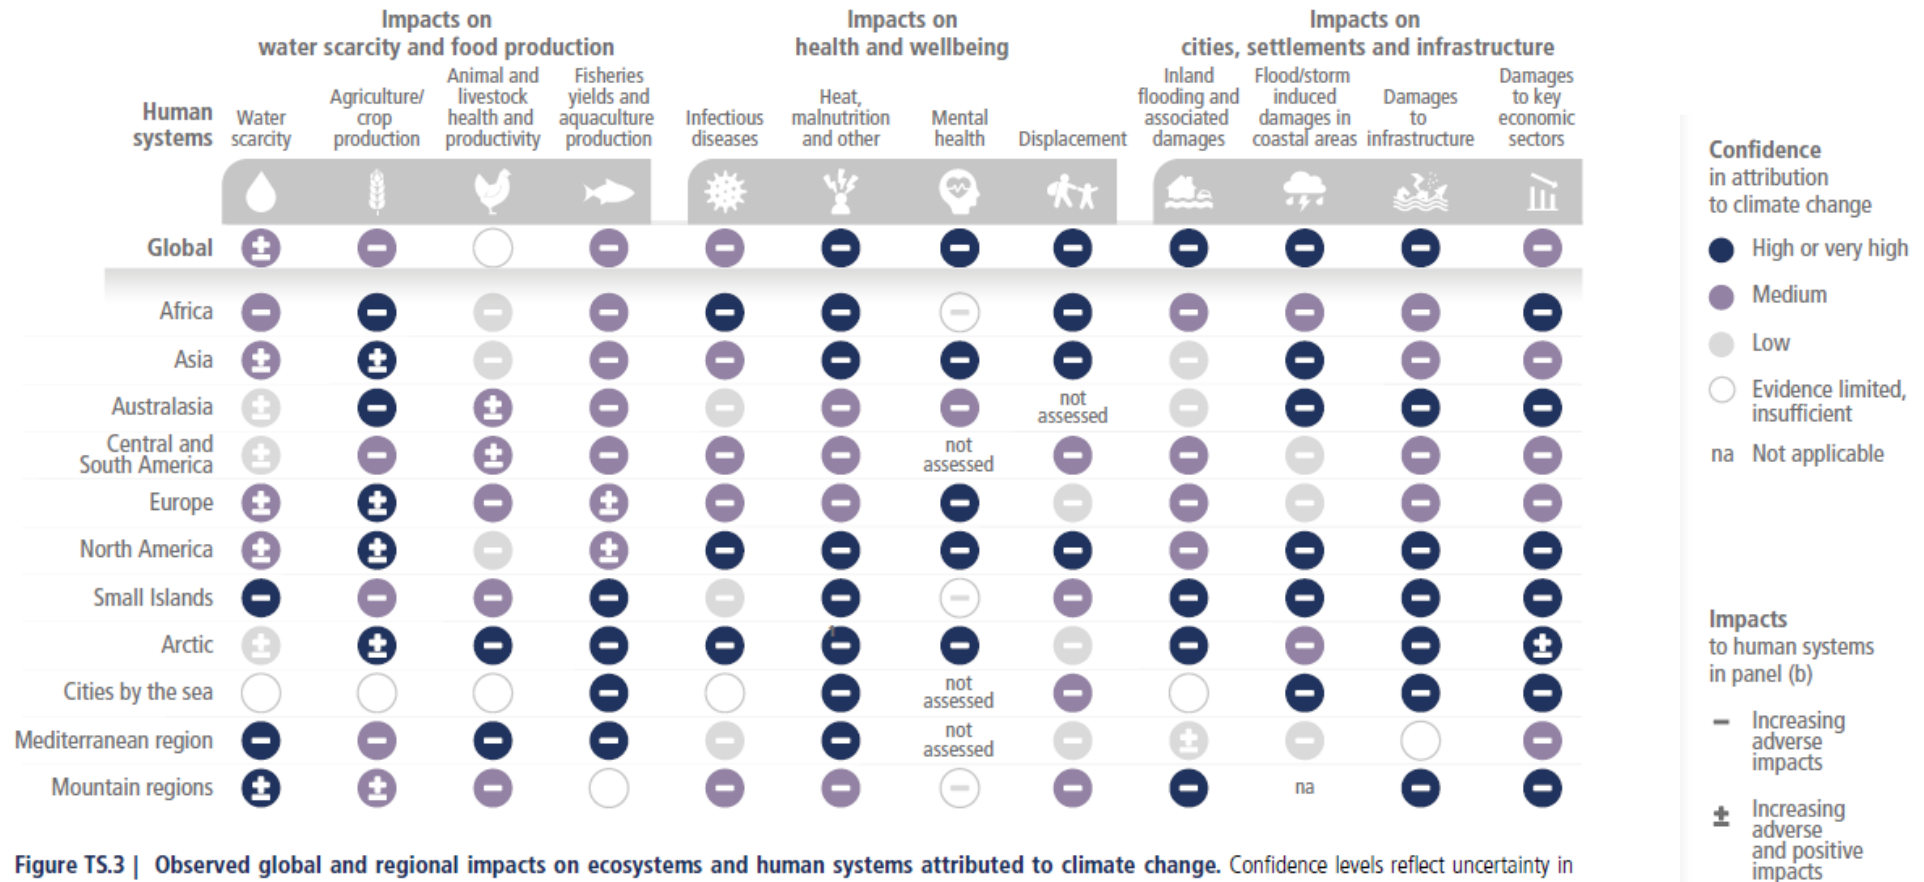 Impacts on
water scarcity and food production
Impacts on
health and wellbeing
Impacts on
cities, settlements and infrastructure
Human
systems
Water
scarcity
Agriculture/
crop
production
Animal and
livestock
health and
productivity
Fisheries
yields and
aquaculture
production
Infectious
diseases
Heat,
malnutrition
and other
Mental
health
Displacement
Inland
flooding and
associated
damages
Flood/storm
induced
damages in
coastal areas
Damages
to
infrastructure
Damages
to key
economic
sectors
Global
±
−
−
−
−
−
−
−
−
−
−
Africa
−
−
−
−
−
−
−
−
−
−
−
−
Asia
±
±
−
−
−
−
−
−
−
−
−
−
Australasia
±
−
±
−
−
−
−
not
assessed
−
−
−
−
Central and
South America
±
−
±
−
−
−
not
assessed
−
−
−
−
−
Europe
±
±
−
±
−
−
−
−
−
−
−
−
North America
±
±
−
±
−
−
−
−
−
−
−
−
Small Islands
−
−
−
−
−
−
−
−
−
−
−
−
Arctic
±
±
−
−
−
1
−
−
−
−
−
−
±
Cities by the sea
−
−
not
assessed
−
−
−
−
Mediterranean region
−
−
−
−
−
−
not
assessed
−
±
−
−
Mountain regions
±
±
−
−
−
−
−
−
na
−
−
Confidence
in attribution
to climate change
High or very high
Medium
Low
Evidence limited,
insufficient
na Not applicable
Impacts
to human systems
in panel (b)
− Increasing
adverse
impacts
± Increasing
adverse
and positive
impacts
Figure TS.3 | Observed global and regional impacts on ecosystems and human systems attributed to climate change. Confidence levels reflect uncertainty in